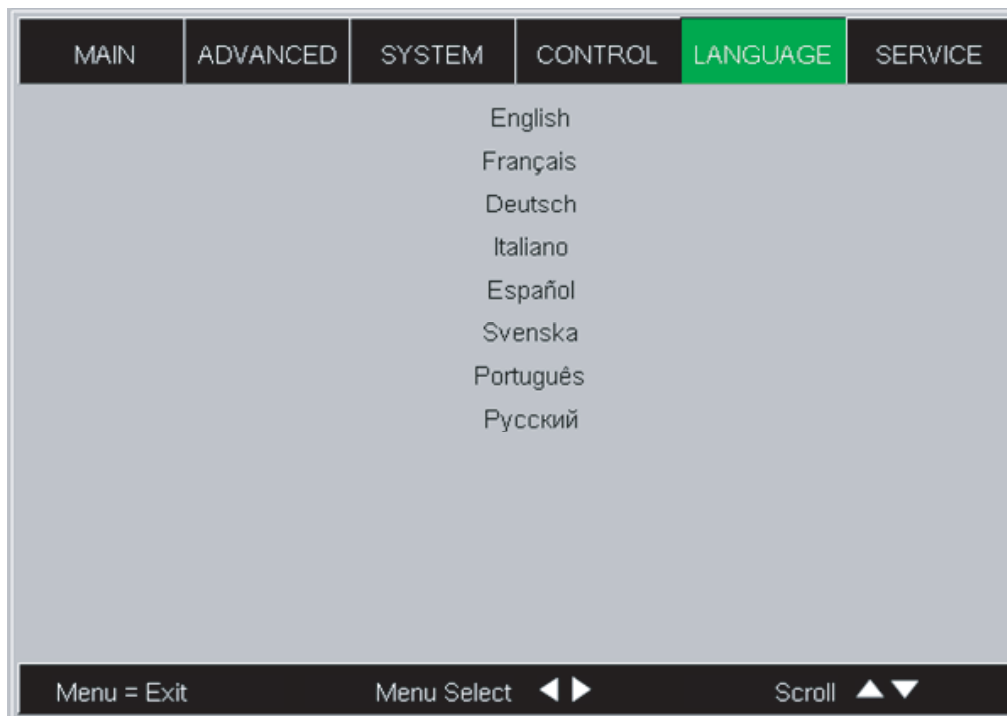 MAIN ADVANCED SYSTEM CONTROL LANGUAGE SERVICE
English
Français
Deutsch
Italiano
Español
Svenska
Português
Русский
Menu = Exit Menu Select ◀ ▶ Scroll ▲▼